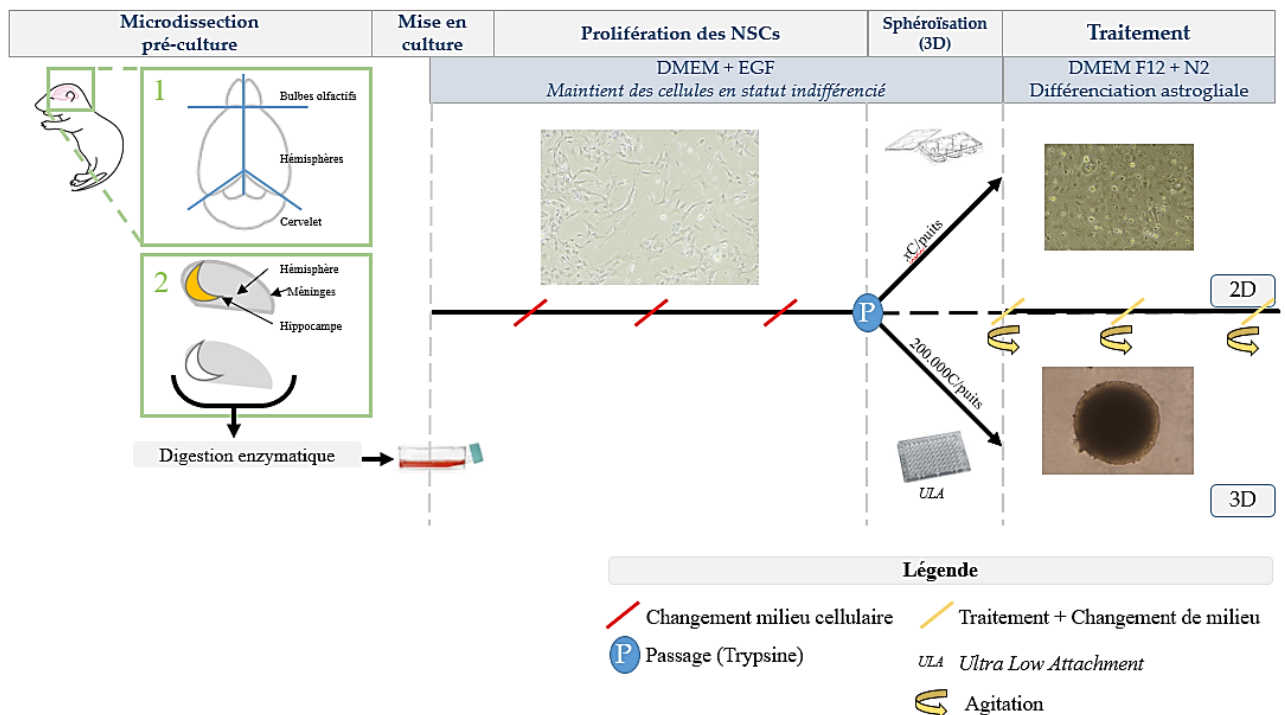 Microdissection
pré-culture
Mise en
culture
Prolifération des NSCs
Sphéroïsation
(3D)
Traitement
DMEM + EGF
Maintient des cellules en statut indifférencié
DMEM F12 + N2
Différenciation astrogliale
1
Bulbes olfactifs
Hémisphères
Cervelet
2
Hémisphère
Méninges
Hippocampe
Digestion enzymatique
xC/puits
P
200.000C/puits
ULA
2D
3D
Légende
Changement milieu cellulaire
Traitement + Changement de milieu
P Passage (Trypsine)
ULA Ultra Low Attachment
Agitation